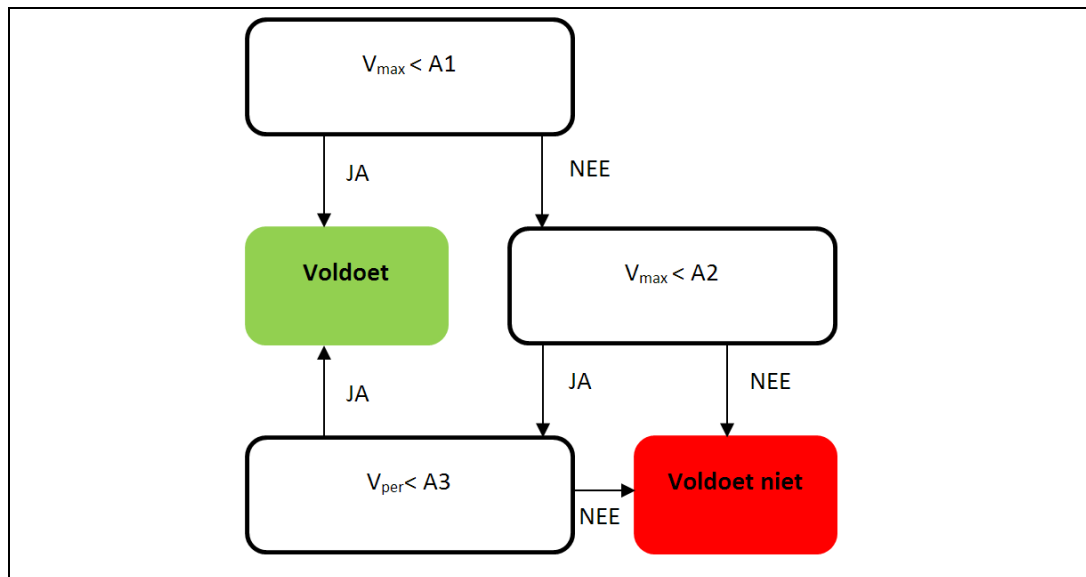 Vmax < A1
JA
NEE
Voldoet
Vmax < A2
JA
JA
NEE
Vper< A3
NEE
Voldoet niet